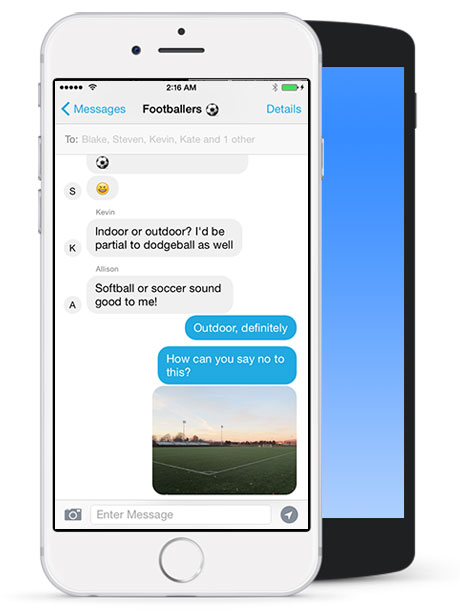 2:16 AM
Messages
Footballers ⚽
Details
To: Blake, Steven, Kevin, Kate and 1 other
⚽
S
😄
Kevin
Indoor or outdoor? I'd be
partial to dodgeball as well
K
Allison
Softball or soccer sound
good to me!
A
Outdoor, definitely
How can you say no to
this?
Enter Message